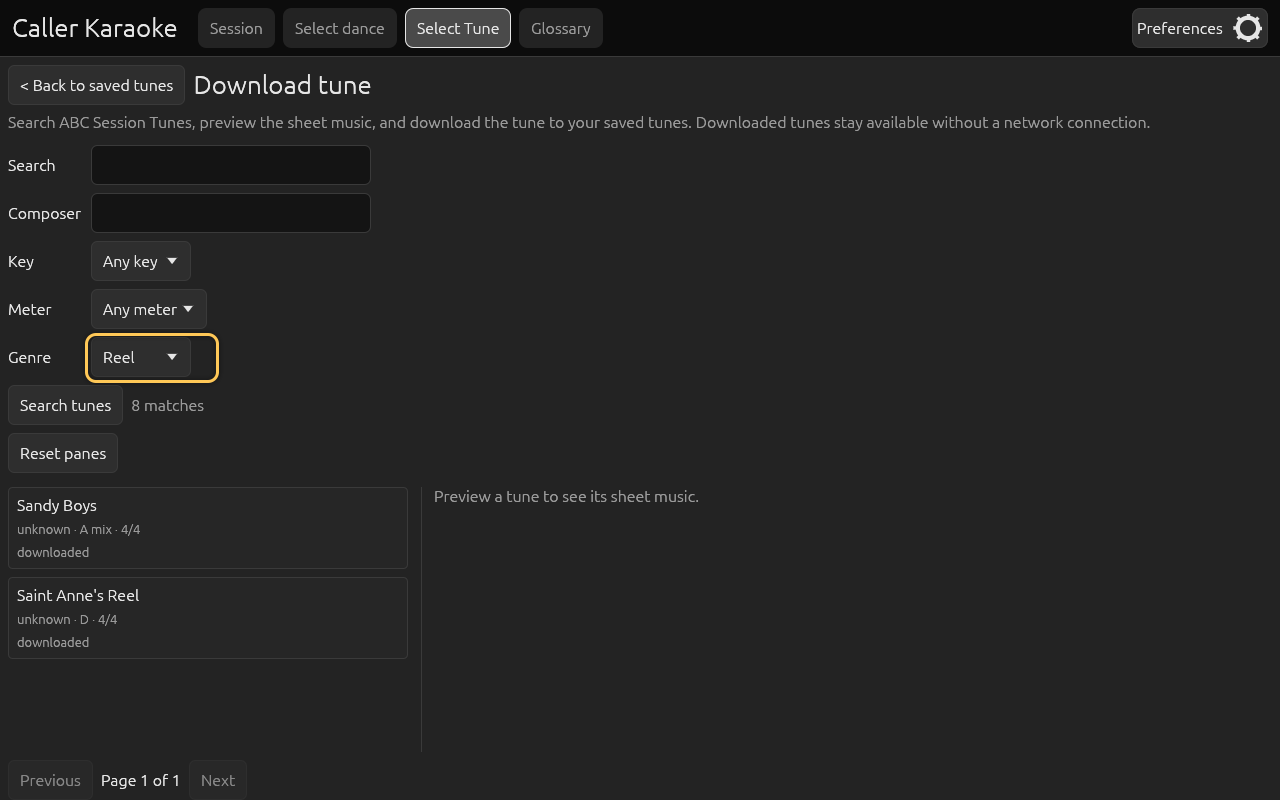 Caller Karaoke Session Select dance Select Tune Glossary Preferences
< Back to saved tunes Download tune
Search ABC Session Tunes, preview the sheet music, and download the tune to your saved tunes. Downloaded tunes stay available without a network connection.
Search
Composer
Key Any key
Meter Any meter
Genre Reel
Search tunes 8 matches
Reset panes
Sandy Boys
unknown · A mix · 4/4
downloaded
Saint Anne's Reel
unknown · D · 4/4
downloaded
Preview a tune to see its sheet music.
Previous Page 1 of 1 Next